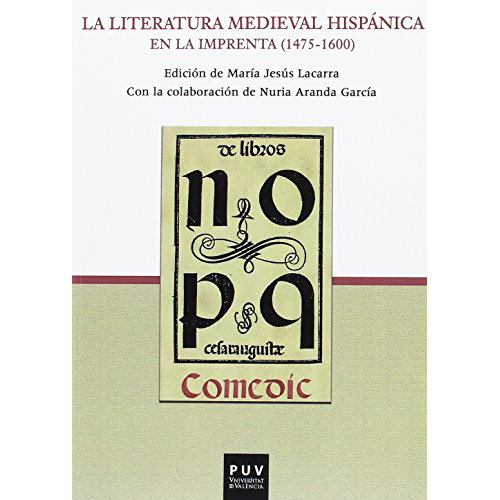 LA LITERATURA MEDIEVAL HISPÁNICA
EN LA IMPRENTA (1475-1600)
Edición de María Jesús Lacarra
Con la colaboración de Nuria Aranda García
de libros
n o
p q
cesaraugustæ
Comedic
PUV
UNIVERSITAT
DE VALÈNCIA